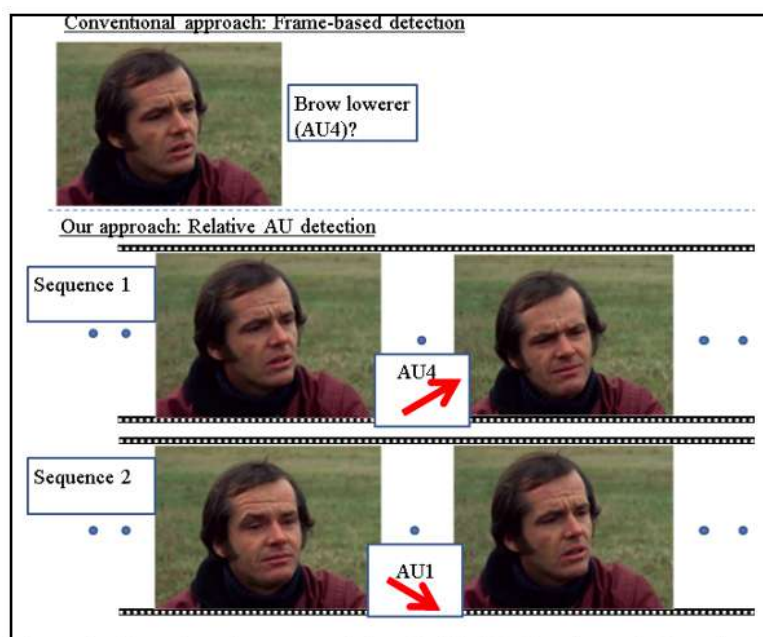 Conventional approach: Frame-based detection
Brow lowerer
(AU4)?
Our approach: Relative AU detection
Sequence 1
AU4
Sequence 2
AU1